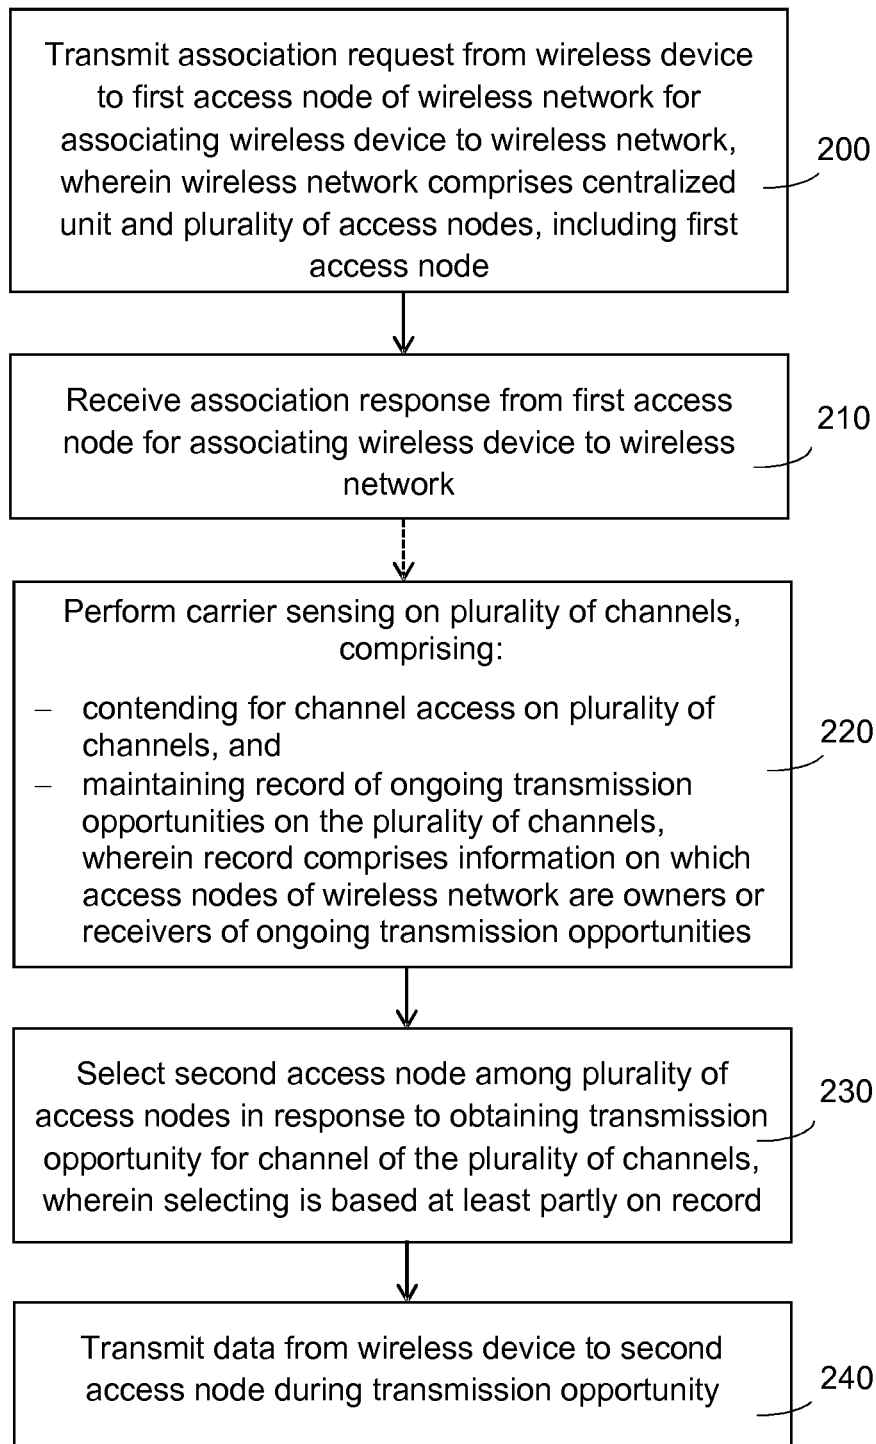 Transmit association request from wireless device
to first access node of wireless network for
associating wireless device to wireless network,
wherein wireless network comprises centralized
unit and plurality of access nodes, including first
access node
200
Receive association response from first access
node for associating wireless device to wireless
network
210
Perform carrier sensing on plurality of channels,
comprising:
– contending for channel access on plurality of
channels, and
– maintaining record of ongoing transmission
opportunities on the plurality of channels,
wherein record comprises information on which
access nodes of wireless network are owners or
receivers of ongoing transmission opportunities
220
Select second access node among plurality of
access nodes in response to obtaining transmission
opportunity for channel of the plurality of channels,
wherein selecting is based at least partly on record
230
Transmit data from wireless device to second
access node during transmission opportunity
240